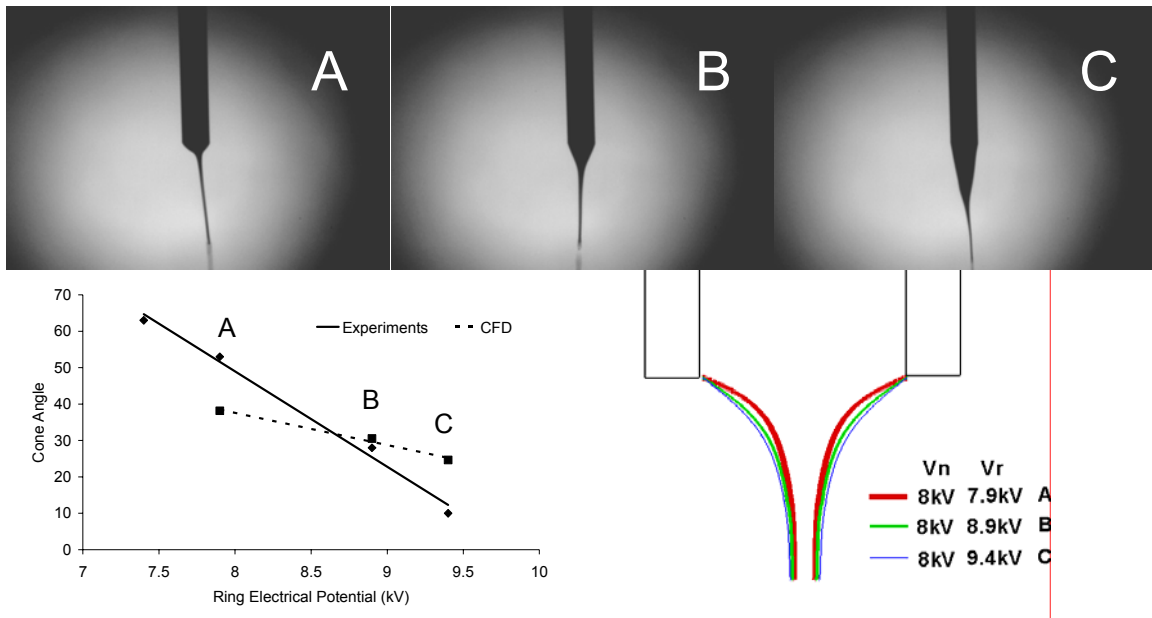 A
B
C
70
60
50
40
30
20
10
0
Cone Angle
A
B
C
Experiments
CFD
7
7.5
8
8.5
9
9.5
10
Ring Electrical Potential (kV)
Vn Vr
8kV 7.9kV A
8kV 8.9kV B
8kV 9.4kV C